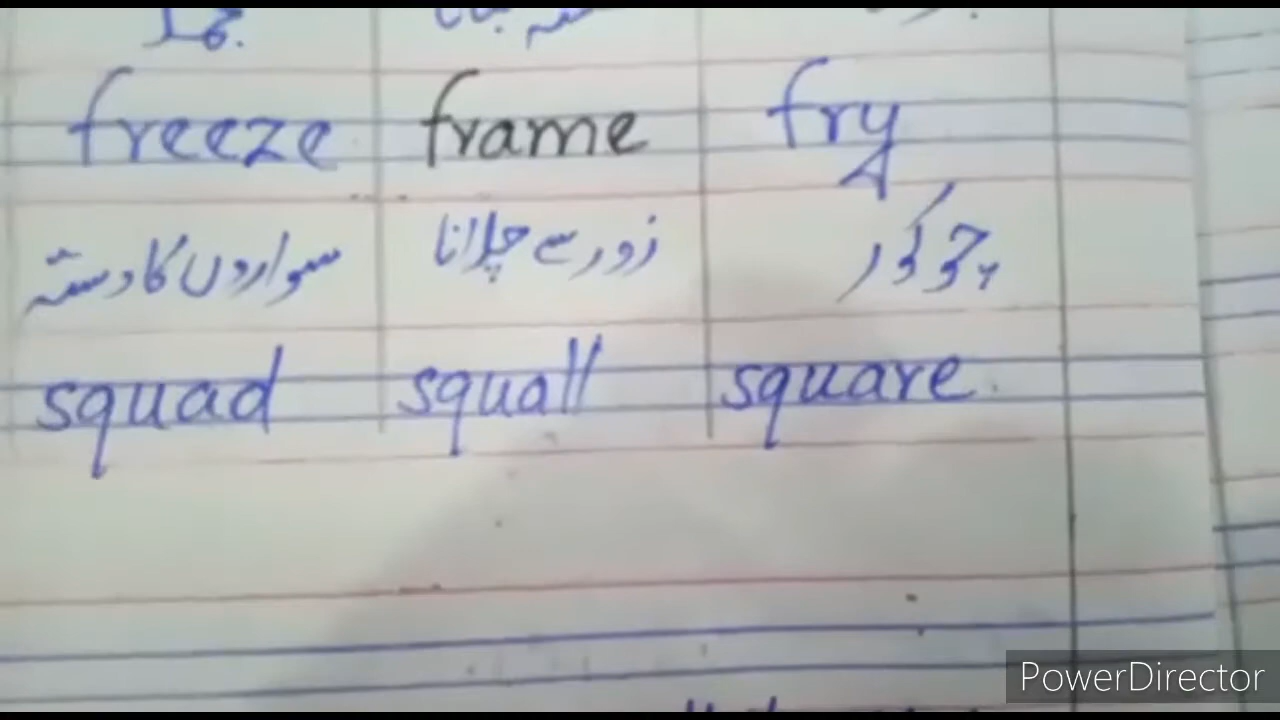 freeze frame fry
سواروں کا دستہ زور سے چلانا چوکور
squad squall square
PowerDirector